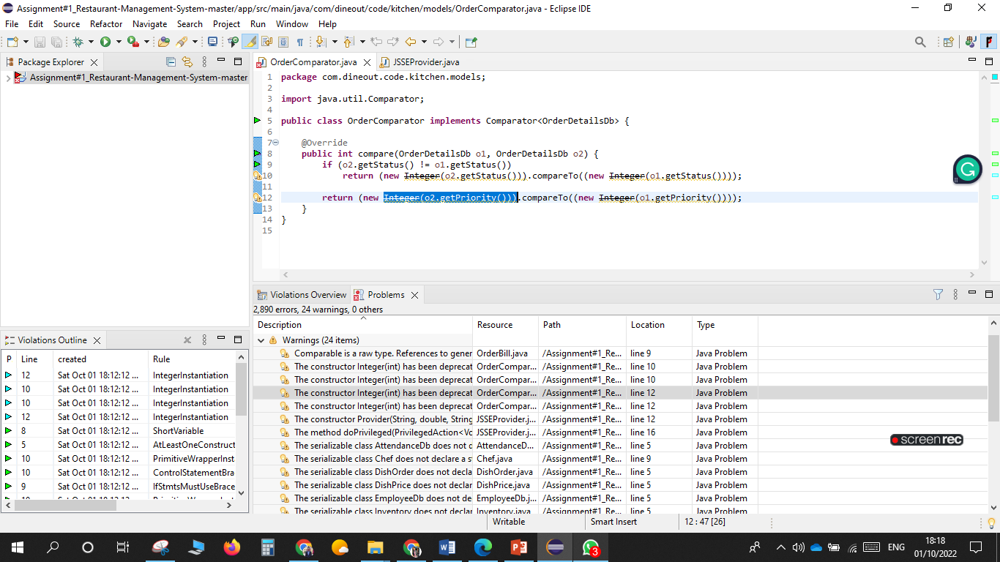 Assignment#1_Restaurant-Management-System-master/app/src/main/java/com/dineout/code/kitchen/models/OrderComparator.java - Eclipse IDE
File Edit Source Refactor Navigate Search Project Run Window Help
Package Explorer
Assignment#1_Restaurant-Management-System-master
OrderComparator.java JSSEProvider.java
1 package com.dineout.code.kitchen.models;
2
3 import java.util.Comparator;
4
5 public class OrderComparator implements Comparator<OrderDetailsDb> {
6
7 @Override
8 public int compare(OrderDetailsDb o1, OrderDetailsDb o2) {
9 if (o2.getStatus() != o1.getStatus())
10 return (new Integer(o2.getStatus())).compareTo((new Integer(o1.getStatus())));
11
12 return (new Integer(o2.getPriority())).compareTo((new Integer(o1.getPriority())));
13 }
14 }
15
G
Violations Overview Problems
2,890 errors, 24 warnings, 0 others
Description Resource Path Location Type
Warnings (24 items)
Comparable is a raw type. References to gener OrderBill.java /Assignment#1_Re... line 9 Java Problem
The constructor Integer(int) has been deprecat OrderCompar... /Assignment#1_Re... line 10 Java Problem
The constructor Integer(int) has been deprecat OrderCompar... /Assignment#1_Re... line 10 Java Problem
The constructor Integer(int) has been deprecat OrderCompar... /Assignment#1_Re... line 12 Java Problem
The constructor Integer(int) has been deprecat OrderCompar... /Assignment#1_Re... line 12 Java Problem
The constructor Provider(String, double, String JSSEProvider.j... /Assignment#1_Re... line 12 Java Problem
The method doPrivileged(PrivilegedAction<Vo JSSEProvider.j... /Assignment#1_Re... line 16 Java Problem
The serializable class AttendanceDb does not d AttendanceD... /Assignment#1_Re... line 5 Java Problem
The serializable class Chef does not declare a s Chef.java /Assignment#1_Re... line 9 Java Problem
The serializable class DishOrder does not decla DishOrder.java /Assignment#1_Re... line 5 Java Problem
The serializable class DishPrice does not declar DishPrice.java /Assignment#1_Re... line 5 Java Problem
The serializable class EmployeeDb does not de EmployeeDb.j... /Assignment#1_Re... line 5 Java Problem
The serializable class Inventory does not declar Inventory.java /Assignment#1_Re... line 5 Java Problem
screenrec
Violations Outline
P Line created Rule
12 Sat Oct 01 18:12:12 ... IntegerInstantiation
10 Sat Oct 01 18:12:12 ... IntegerInstantiation
10 Sat Oct 01 18:12:12 ... IntegerInstantiation
12 Sat Oct 01 18:12:12 ... IntegerInstantiation
8 Sat Oct 01 18:12:12 ... ShortVariable
5 Sat Oct 01 18:12:12 ... AtLeastOneConstruct
10 Sat Oct 01 18:12:12 ... PrimitiveWrapperInst
10 Sat Oct 01 18:12:12 ... ControlStatementBra
9 Sat Oct 01 18:12:12 ... IfStmtsMustUseBrace
Writable Smart Insert 12 : 47 [26]
3
ENG 18:18
01/10/2022